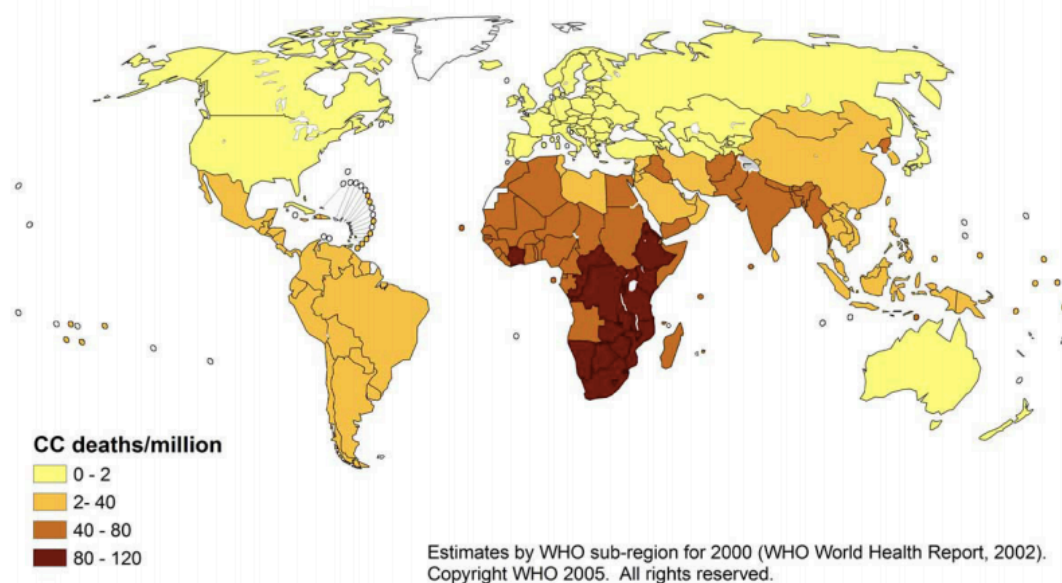 CC deaths/million
0 - 2
2- 40
40 - 80
80 - 120
Estimates by WHO sub-region for 2000 (WHO World Health Report, 2002).
Copyright WHO 2005.  All rights reserved.